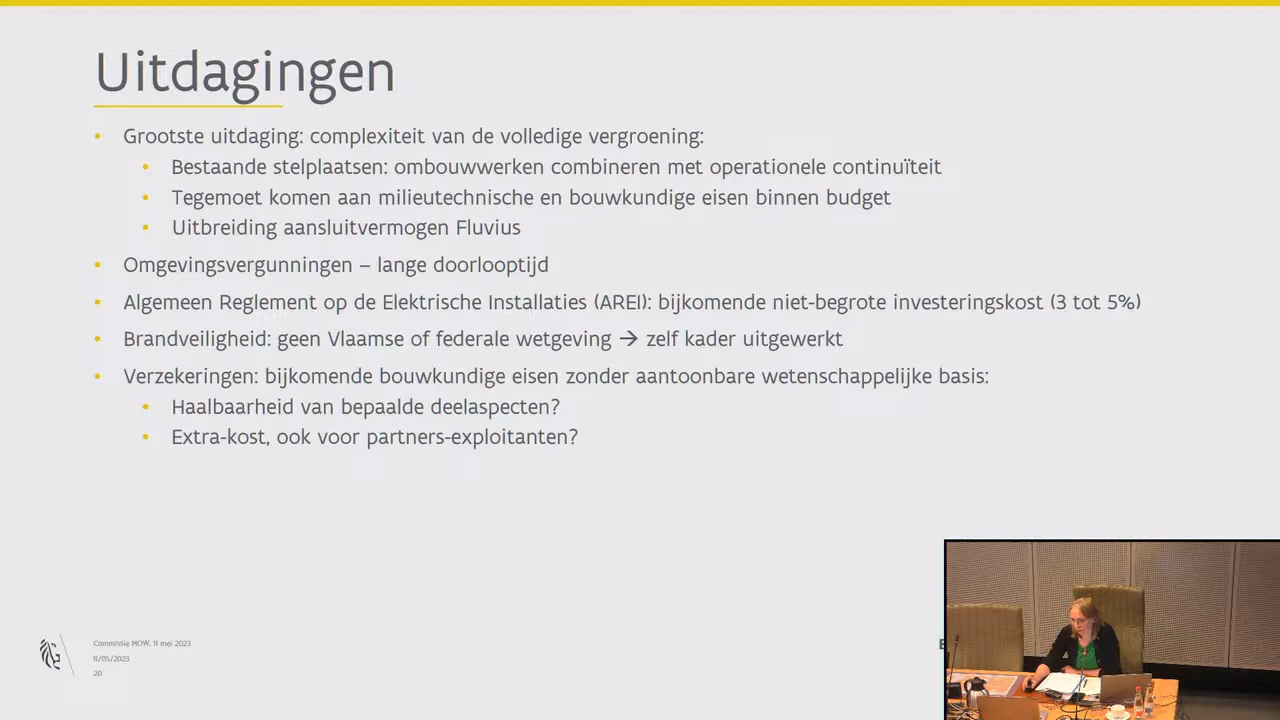 Uitdagingen
• Grootste uitdaging: complexiteit van de volledige vergroening:
• Bestaande stelplaatsen: ombouwwerken combineren met operationele continuïteit
• Tegemoet komen aan milieutechnische en bouwkundige eisen binnen budget
• Uitbreiding aansluitvermogen Fluvius
• Omgevingsvergunningen – lange doorlooptijd
• Algemeen Reglement op de Elektrische Installaties (AREI): bijkomende niet-begrote investeringskost (3 tot 5%)
• Brandveiligheid: geen Vlaamse of federale wetgeving → zelf kader uitgewerkt
• Verzekeringen: bijkomende bouwkundige eisen zonder aantoonbare wetenschappelijke basis:
• Haalbaarheid van bepaalde deelaspecten?
• Extra-kost, ook voor partners-exploitanten?
Commissie MOW, 11 mei 2023
11/05/2023
20